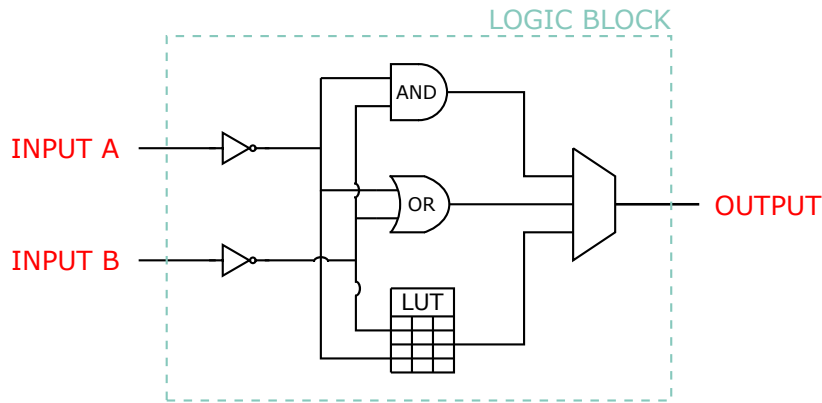 LOGIC BLOCK
AND
INPUT A
OR
OUTPUT
INPUT B
LUT